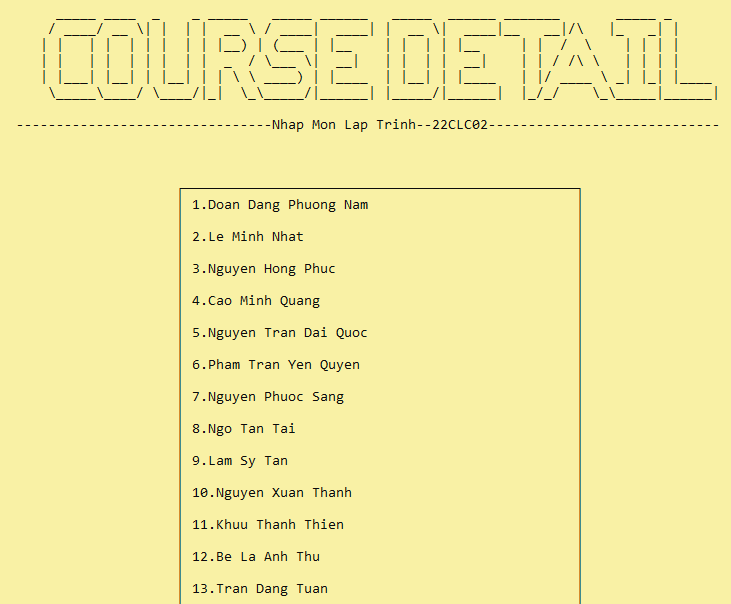 COURSE DETAIL
-------------------------------Nhap Mon Lap Trinh--22CLC02-----------------------------
1.Doan Dang Phuong Nam
2.Le Minh Nhat
3.Nguyen Hong Phuc
4.Cao Minh Quang
5.Nguyen Tran Dai Quoc
6.Pham Tran Yen Quyen
7.Nguyen Phuoc Sang
8.Ngo Tan Tai
9.Lam Sy Tan
10.Nguyen Xuan Thanh
11.Khuu Thanh Thien
12.Be La Anh Thu
13.Tran Dang Tuan